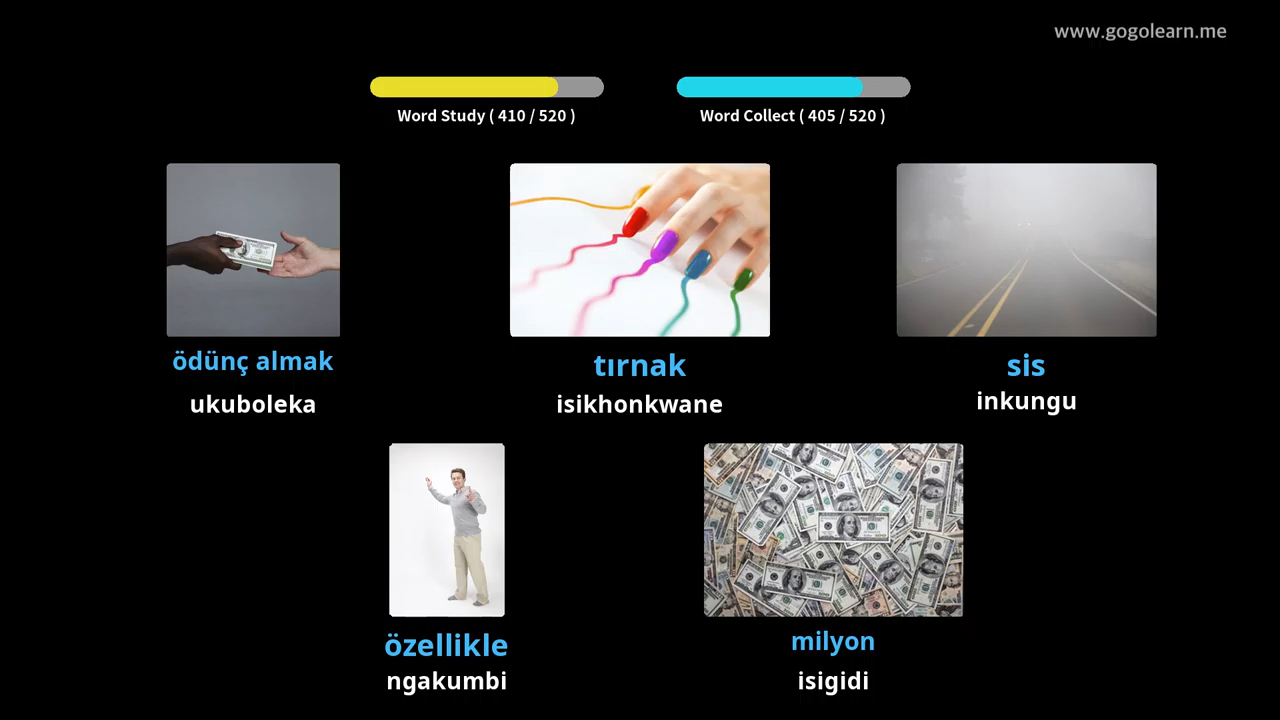 www.gogolearn.me
Word Study ( 410 / 520 )
Word Collect ( 405 / 520 )
ödünç almak
ukuboleka
tırnak
isikhonkwane
sis
inkungu
özellikle
ngakumbi
milyon
isigidi